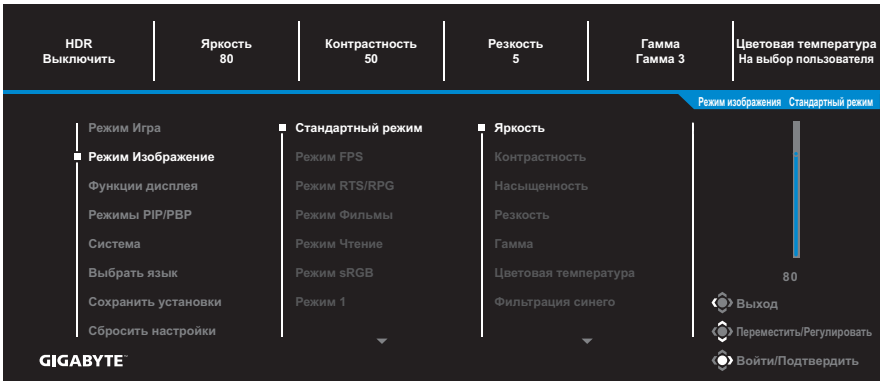 HDR
Выключить
Яркость
80
Контрастность
50
Резкость
5
Гамма
Гамма 3
Цветовая температура
На выбор пользователя
Режим изображения Стандартный режим
Режим Игра
Режим Изображение
Функции дисплея
Режимы PIP/PBP
Система
Выбрать язык
Сохранить установки
Сбросить настройки
Стандартный режим
Режим FPS
Режим RTS/RPG
Режим Фильмы
Режим Чтение
Режим sRGB
Режим 1
Яркость
Контрастность
Насыщенность
Резкость
Гамма
Цветовая температура
Фильтрация синего
80
Выход
Переместить/Регулировать
Войти/Подтвердить
GIGABYTE™